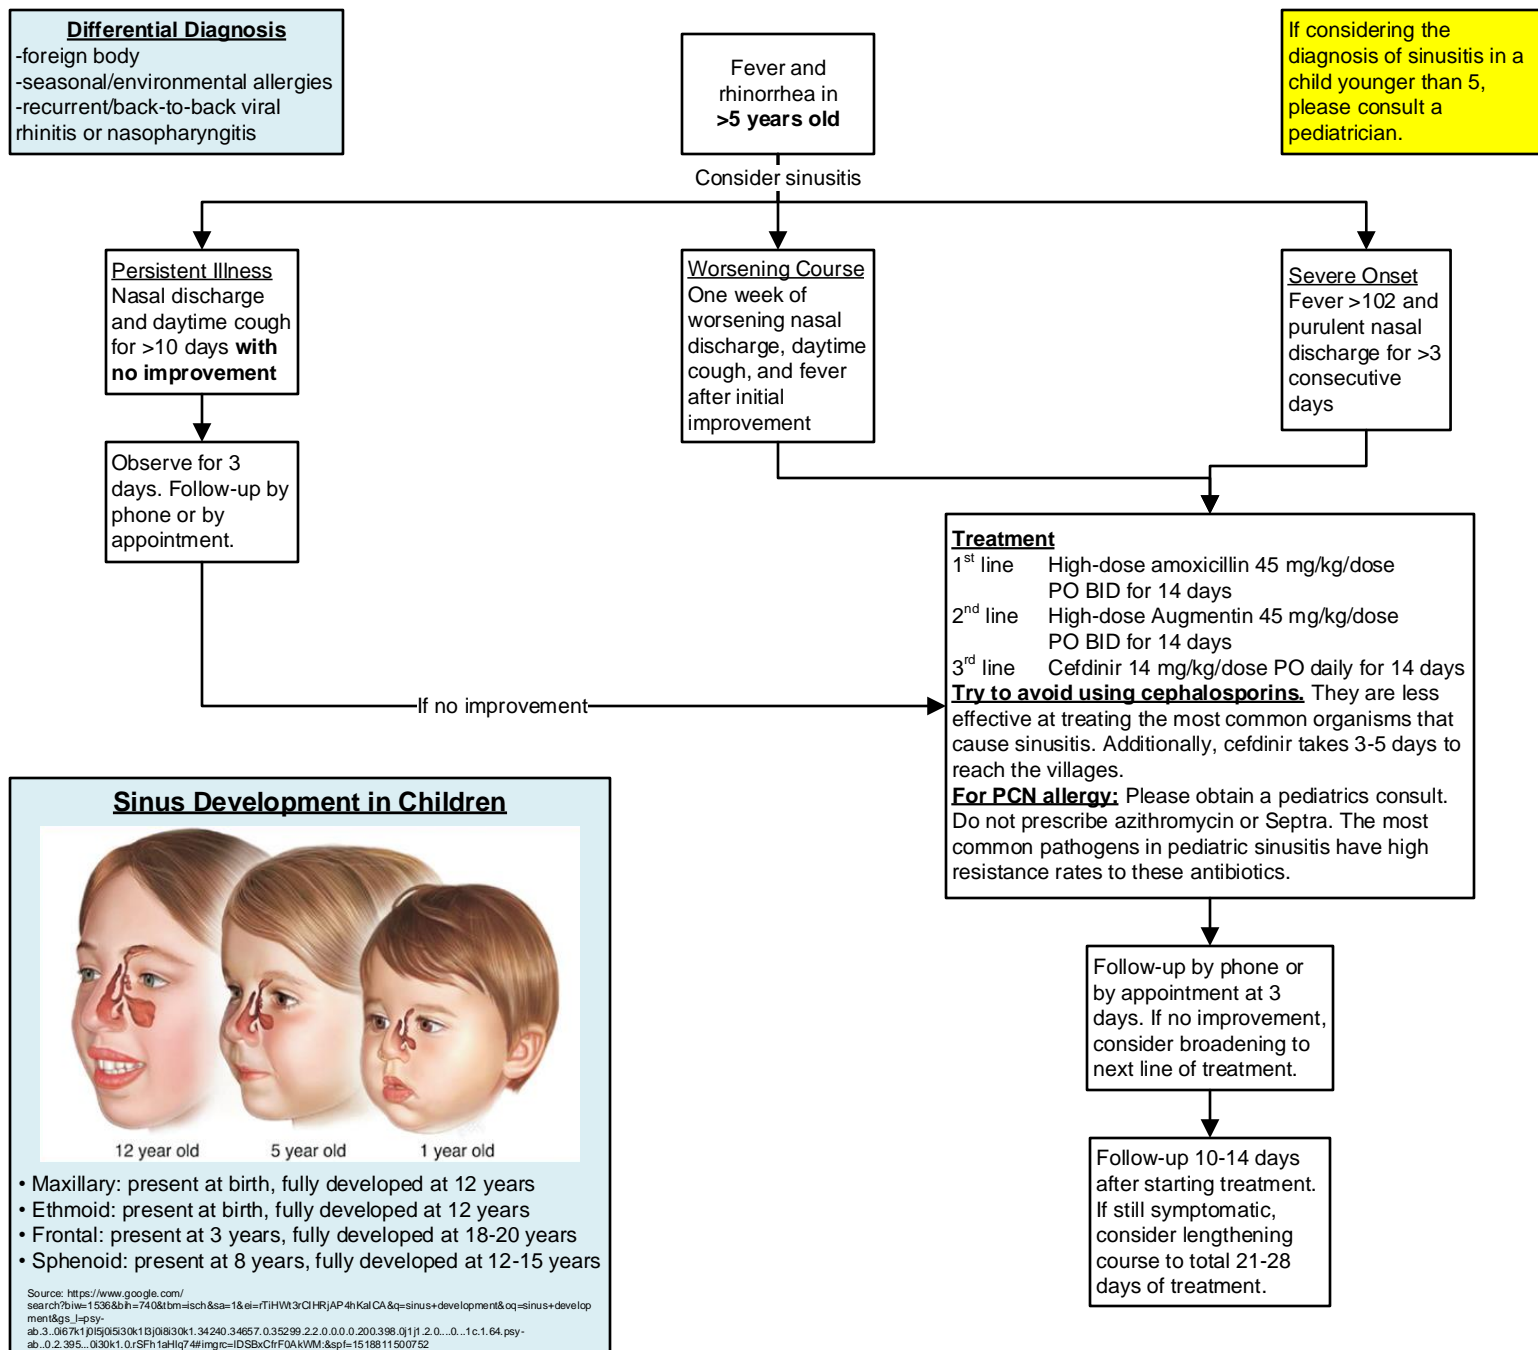 Differential Diagnosis
-foreign body
-seasonal/environmental allergies
-recurrent/back-to-back viral
rhinitis or nasopharyngitis
Fever and
rhinorrhea in
>5 years old
If considering the
diagnosis of sinusitis in a
child younger than 5,
please consult a
pediatrician.
Consider sinusitis
Persistent Illness
Nasal discharge
and daytime cough
for >10 days with
no improvement
Worsening Course
One week of
worsening nasal
discharge, daytime
cough, and fever
after initial
improvement
Severe Onset
Fever >102 and
purulent nasal
discharge for >3
consecutive
days
Observe for 3
days. Follow-up by
phone or by
appointment.
If no improvement
Treatment
1st line High-dose amoxicillin 45 mg/kg/dose
PO BID for 14 days
2nd line High-dose Augmentin 45 mg/kg/dose
PO BID for 14 days
3rd line Cefdinir 14 mg/kg/dose PO daily for 14 days
Try to avoid using cephalosporins. They are less
effective at treating the most common organisms that
cause sinusitis. Additionally, cefdinir takes 3-5 days to
reach the villages.
For PCN allergy: Please obtain a pediatrics consult.
Do not prescribe azithromycin or Septra. The most
common pathogens in pediatric sinusitis have high
resistance rates to these antibiotics.
Follow-up by phone or
by appointment at 3
days. If no improvement,
consider broadening to
next line of treatment.
Follow-up 10-14 days
after starting treatment.
If still symptomatic,
consider lengthening
course to total 21-28
days of treatment.
Sinus Development in Children
12 year old 5 year old 1 year old
• Maxillary: present at birth, fully developed at 12 years
• Ethmoid: present at birth, fully developed at 12 years
• Frontal: present at 3 years, fully developed at 18-20 years
• Sphenoid: present at 8 years, fully developed at 12-15 years
Source: https://www.google.com/